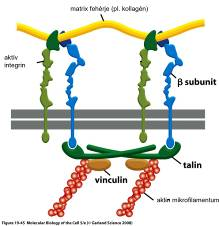 matrix fehérje (pl. kollagén)
aktív
integrin
β subunit
talin
vinculin
aktin mikrofilamentum
Figure 19-45 Molecular Biology of the Cell 5/e (© Garland Science 2008)